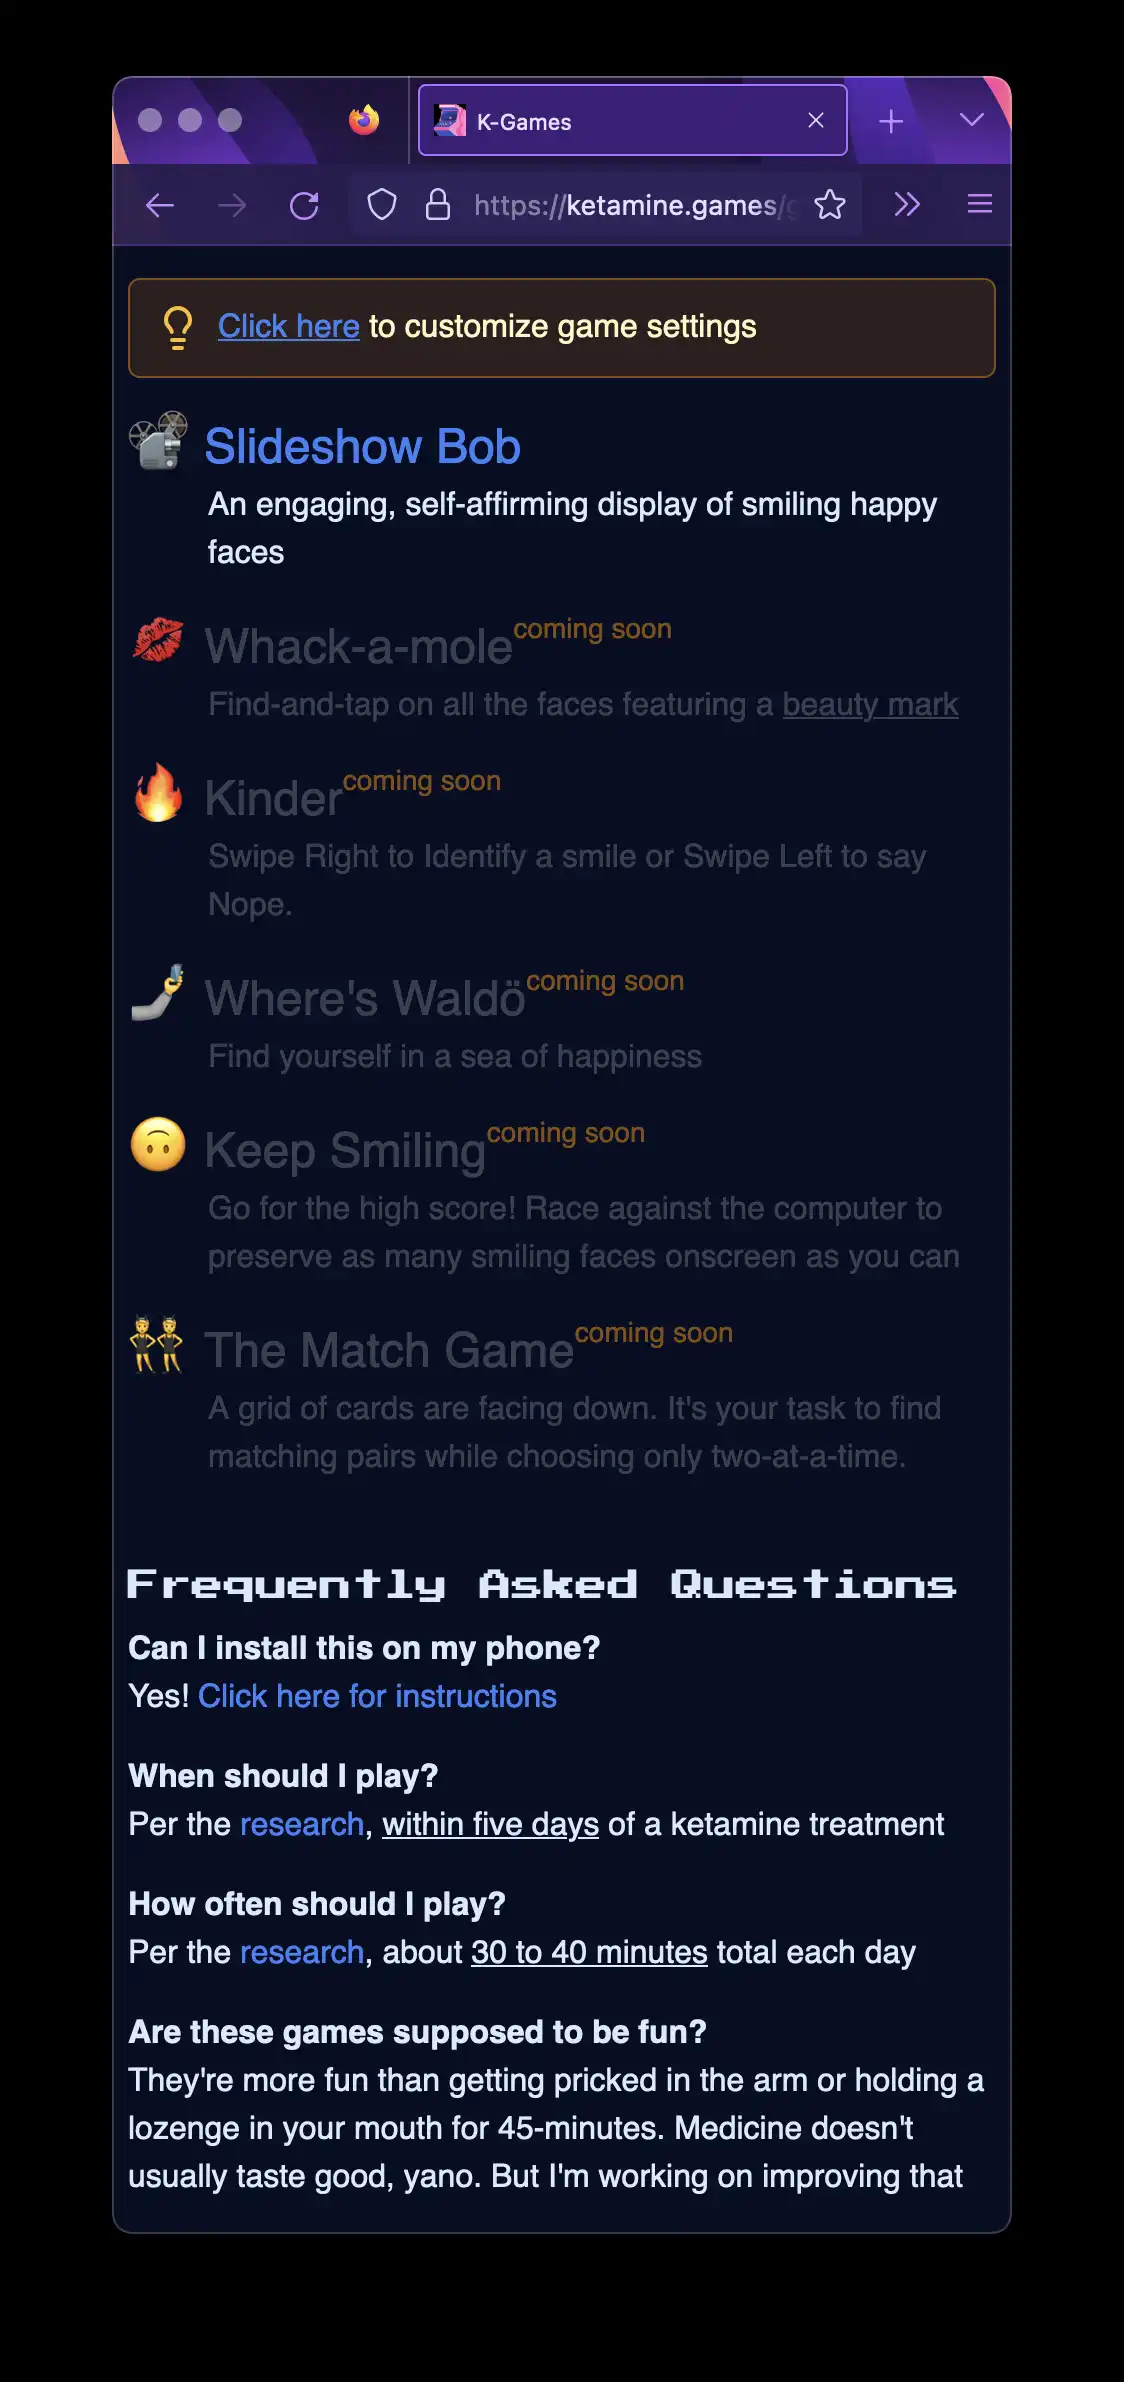 K-Games
https://ketamine.games/g
Click here to customize game settings
Slideshow Bob
An engaging, self-affirming display of smiling happy
faces
Whack-a-mole coming soon
Find-and-tap on all the faces featuring a beauty mark
Kinder coming soon
Swipe Right to Identify a smile or Swipe Left to say
Nope.
Where's Waldö coming soon
Find yourself in a sea of happiness
Keep Smiling coming soon
Go for the high score! Race against the computer to
preserve as many smiling faces onscreen as you can
The Match Game coming soon
A grid of cards are facing down. It's your task to find
matching pairs while choosing only two-at-a-time.
Frequently Asked Questions
Can I install this on my phone?
Yes! Click here for instructions
When should I play?
Per the research, within five days of a ketamine treatment
How often should I play?
Per the research, about 30 to 40 minutes total each day
Are these games supposed to be fun?
They're more fun than getting pricked in the arm or holding a
lozenge in your mouth for 45-minutes. Medicine doesn't
usually taste good, yano. But I'm working on improving that